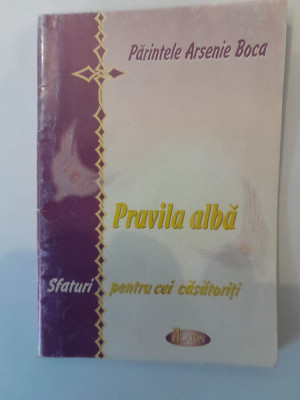 Părintele Arsenie Boca
Pravila albă
Sfaturi pentru cei căsătoriți